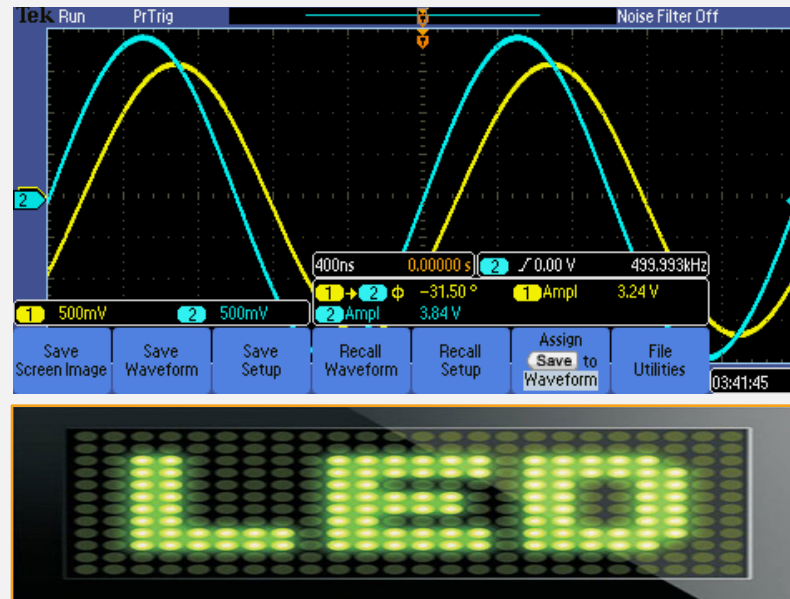 Tek Run PrTrig Noise Filter Off
2
400ns 0.00000 s 2 0.00 V 499.993kHz
1 → 2 Φ −31.50 ° 1 Ampl 3.24 V
1 500mV 2 500mV 2 Ampl 3.84 V
Save Screen Image
Save Waveform
Save Setup
Recall Waveform
Recall Setup
Assign Save to Waveform
File Utilities
03:41:45
LED